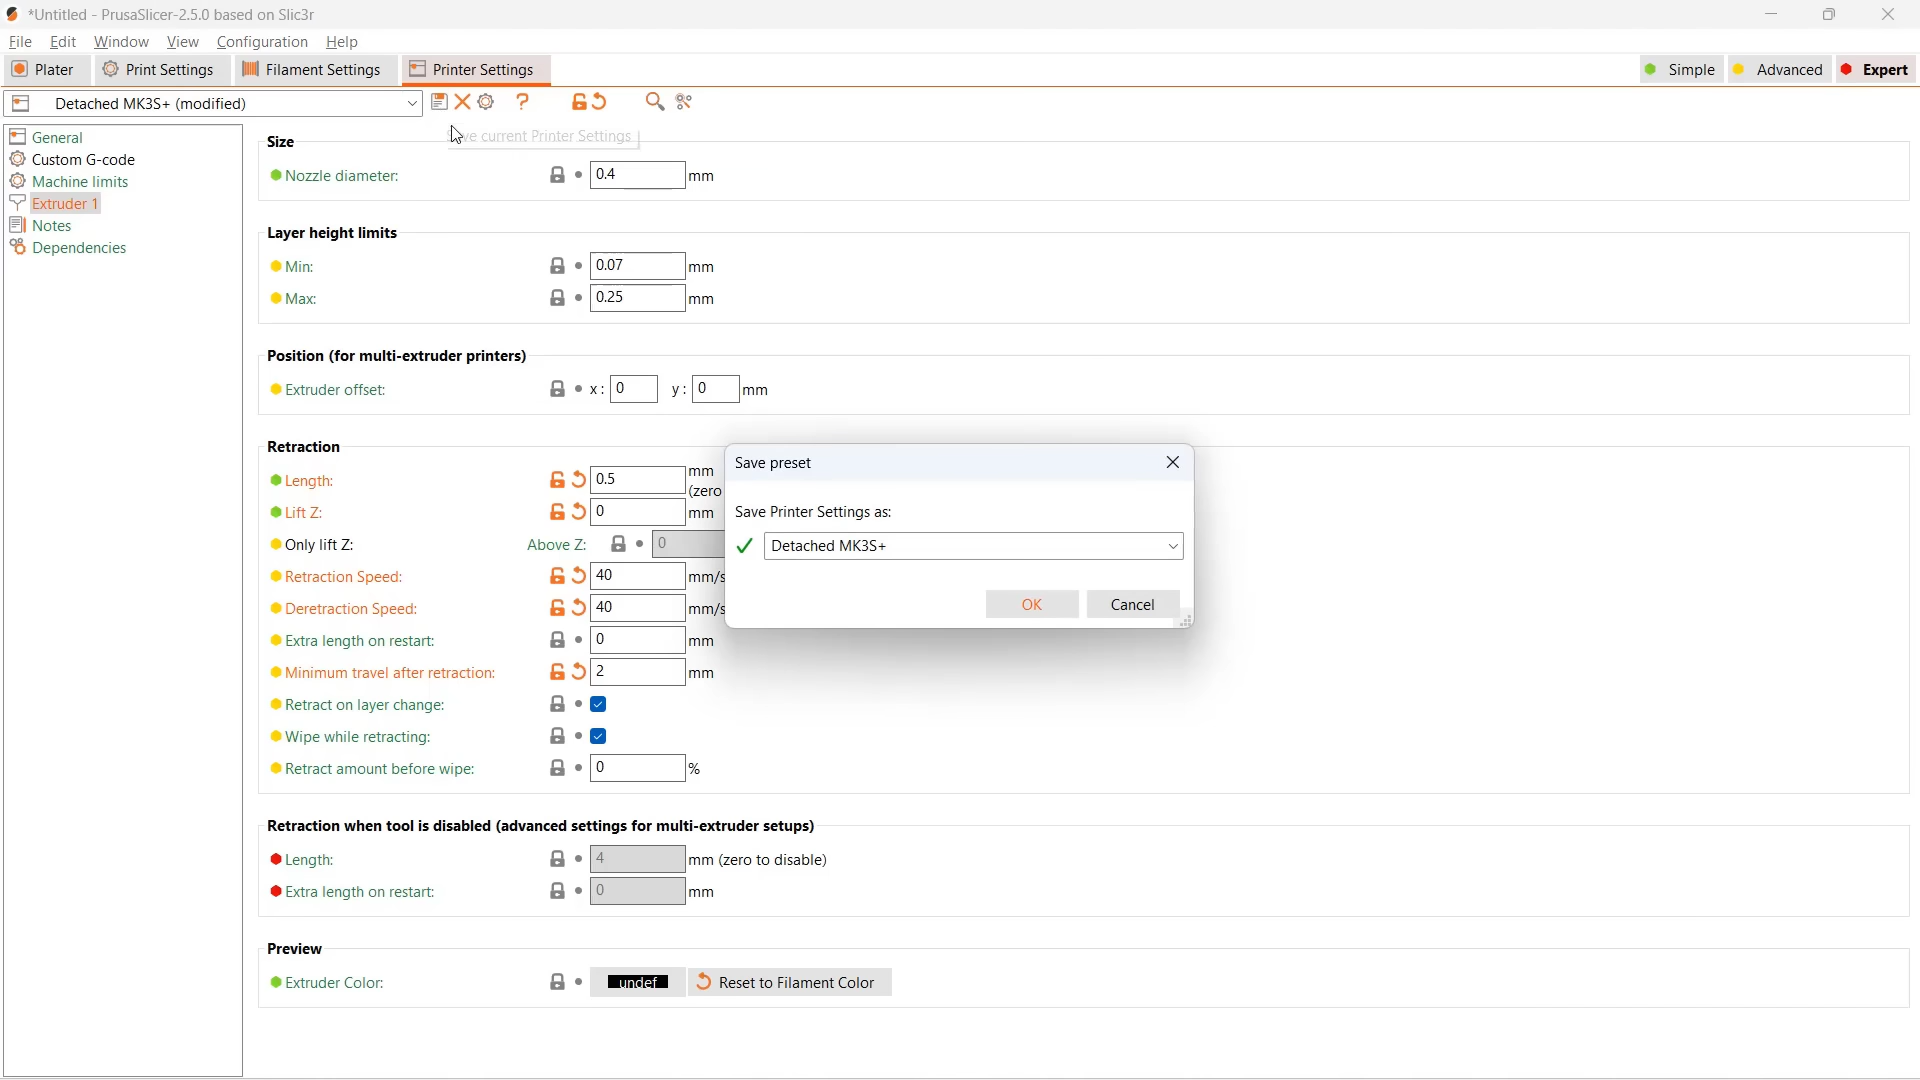 *Untitled - PrusaSlicer-2.5.0 based on Slic3r
File Edit Window View Configuration Help
Plater Print Settings Filament Settings Printer Settings Simple Advanced Expert
Detached MK3S+ (modified) ?
General
Custom G-code
Machine limits
Extruder 1
Notes
Dependencies
current Printer Settings
Size
Nozzle diameter: 0.4 mm
Layer height limits
Min: 0.07 mm
Max: 0.25 mm
Position (for multi-extruder printers)
Extruder offset: x: 0 y: 0 mm
Retraction
Length: 0.5 mm (zero
Lift Z: 0 mm
Only lift Z: Above Z: 0
Retraction Speed: 40 mm/s
Deretraction Speed: 40 mm/s
Extra length on restart: 0 mm
Minimum travel after retraction: 2 mm
Retract on layer change:
Wipe while retracting:
Retract amount before wipe: 0 %
Retraction when tool is disabled (advanced settings for multi-extruder setups)
Length: 4 mm (zero to disable)
Extra length on restart: 0 mm
Preview
Extruder Color: undef Reset to Filament Color
Save preset
Save Printer Settings as:
Detached MK3S+
OK Cancel